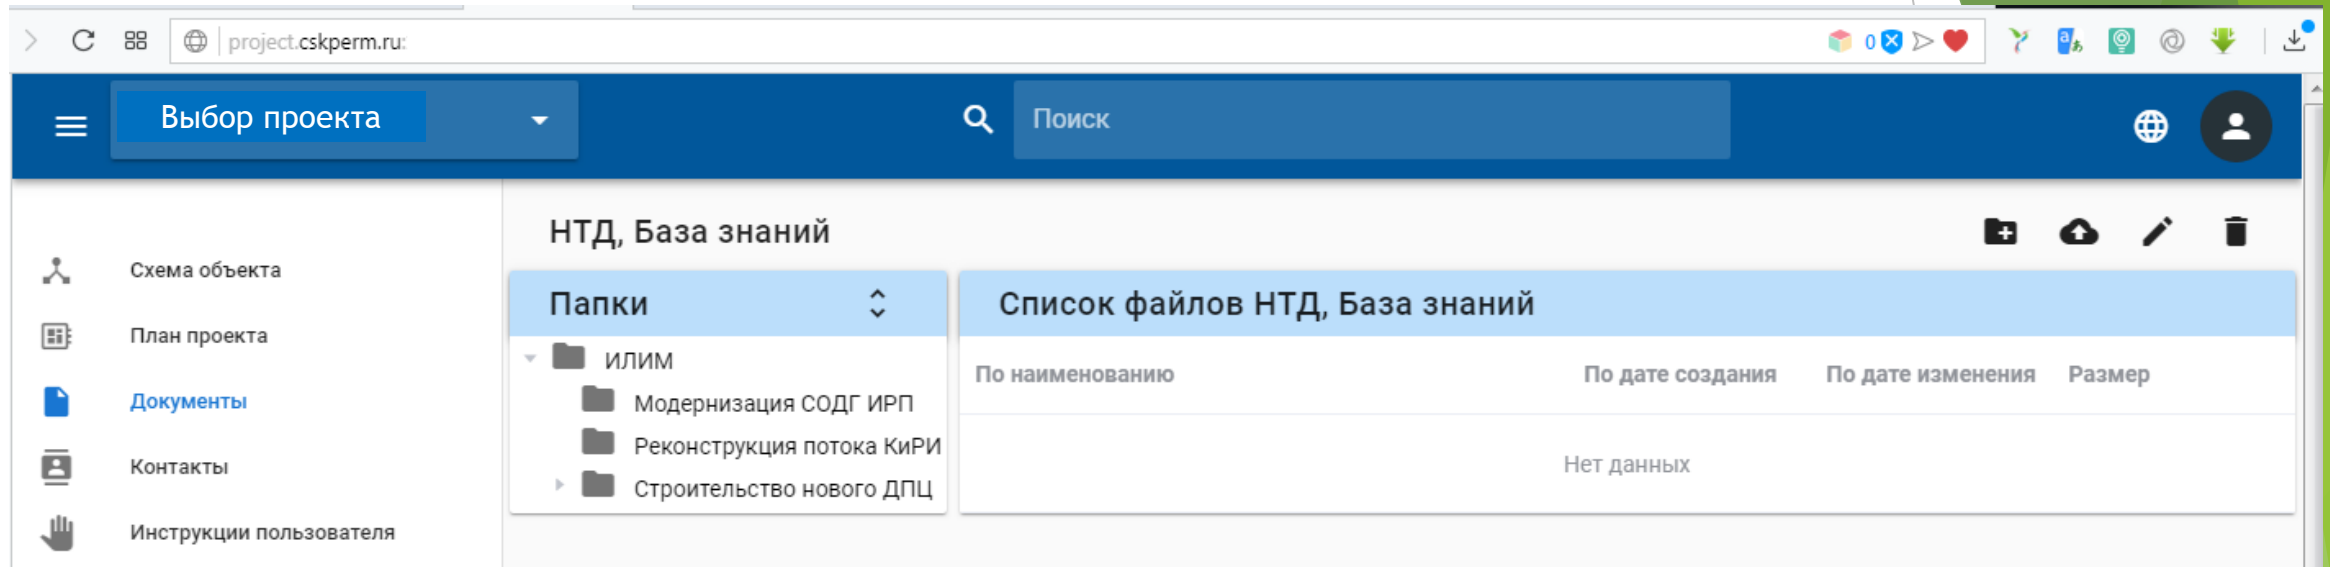 project.cskperm.ru:
0
Выбор проекта
Поиск
НТД, База знаний
Схема объекта
План проекта
Документы
Контакты
Инструкции пользователя
Папки
ИЛИМ
Модернизация СОДГ ИРП
Реконструкция потока КиРИ
Строительство нового ДПЦ
Список файлов НТД, База знаний
По наименованию По дате создания По дате изменения Размер
Нет данных